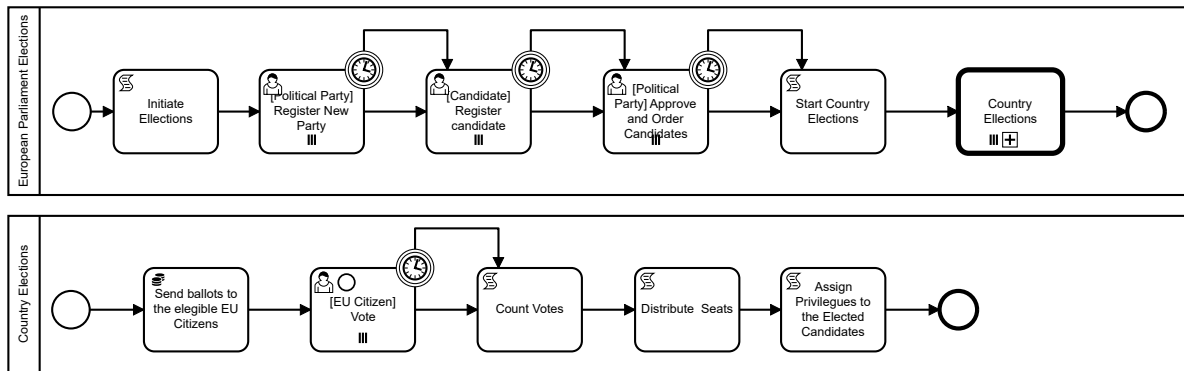 European Parliament Elections
Initiate
Ellections
[Political Party]
Register New
Party
[Candidate]
Register
candidate
[Political
Party] Approve
and Order
Candidates
Start Country
Elections
Country
Ellections
Country Elections
Send ballots to
the elegible EU
Citizens
[EU Citizen]
Vote
Count Votes
Distribute Seats
Assign
Privilegues to
the Elected
Candidates